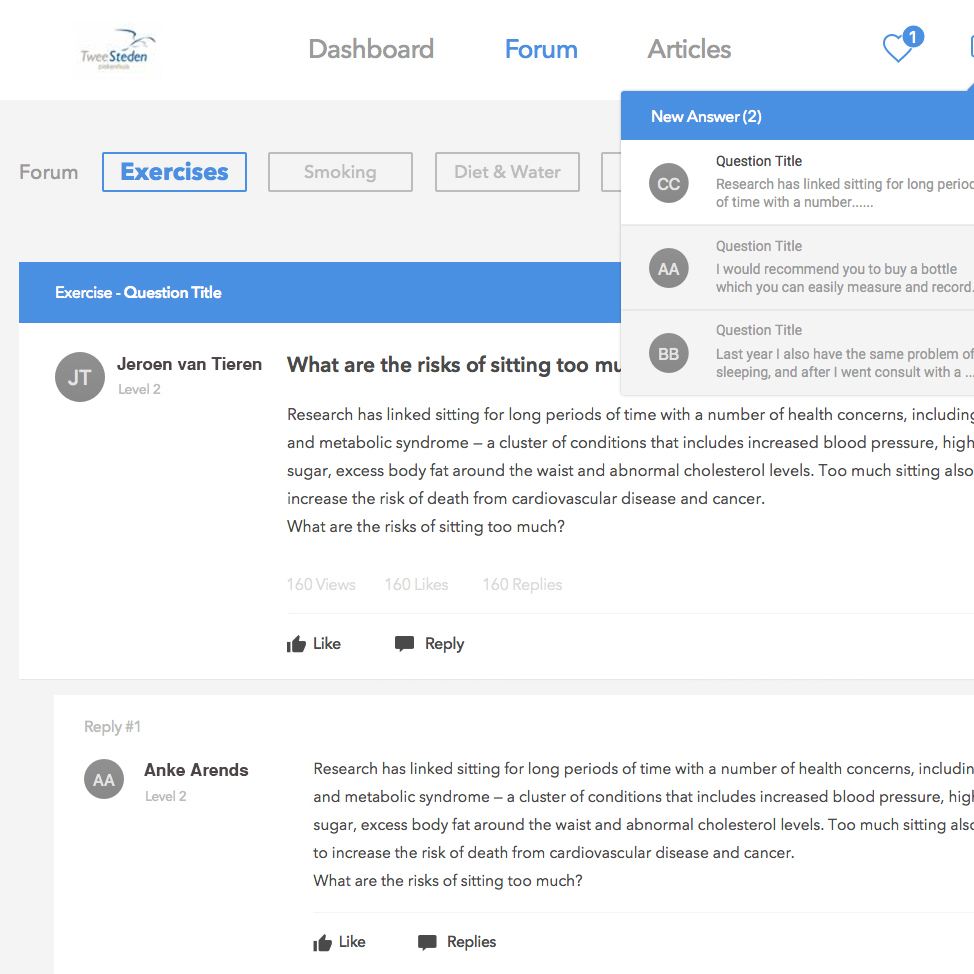 TweeSteden
ziekenhuis
Dashboard
Forum
Articles
1
New Answer (2)
CC
Question Title
Research has linked sitting for long period
of time with a number......
AA
Question Title
I would recommend you to buy a bottle
which you can easily measure and record.
BB
Question Title
Last year I also have the same problem of
sleeping, and after I went consult with a ...
Forum
Exercises
Smoking
Diet & Water
Exercise - Question Title
JT
Jeroen van Tieren
Level 2
What are the risks of sitting too mu
Research has linked sitting for long periods of time with a number of health concerns, including
and metabolic syndrome – a cluster of conditions that includes increased blood pressure, high
sugar, excess body fat around the waist and abnormal cholesterol levels. Too much sitting also
increase the risk of death from cardiovascular disease and cancer.
What are the risks of sitting too much?
160 Views
160 Likes
160 Replies
Like
Reply
Reply #1
AA
Anke Arends
Level 2
Research has linked sitting for long periods of time with a number of health concerns, includin
and metabolic syndrome – a cluster of conditions that includes increased blood pressure, high
sugar, excess body fat around the waist and abnormal cholesterol levels. Too much sitting also
to increase the risk of death from cardiovascular disease and cancer.
What are the risks of sitting too much?
Like
Replies